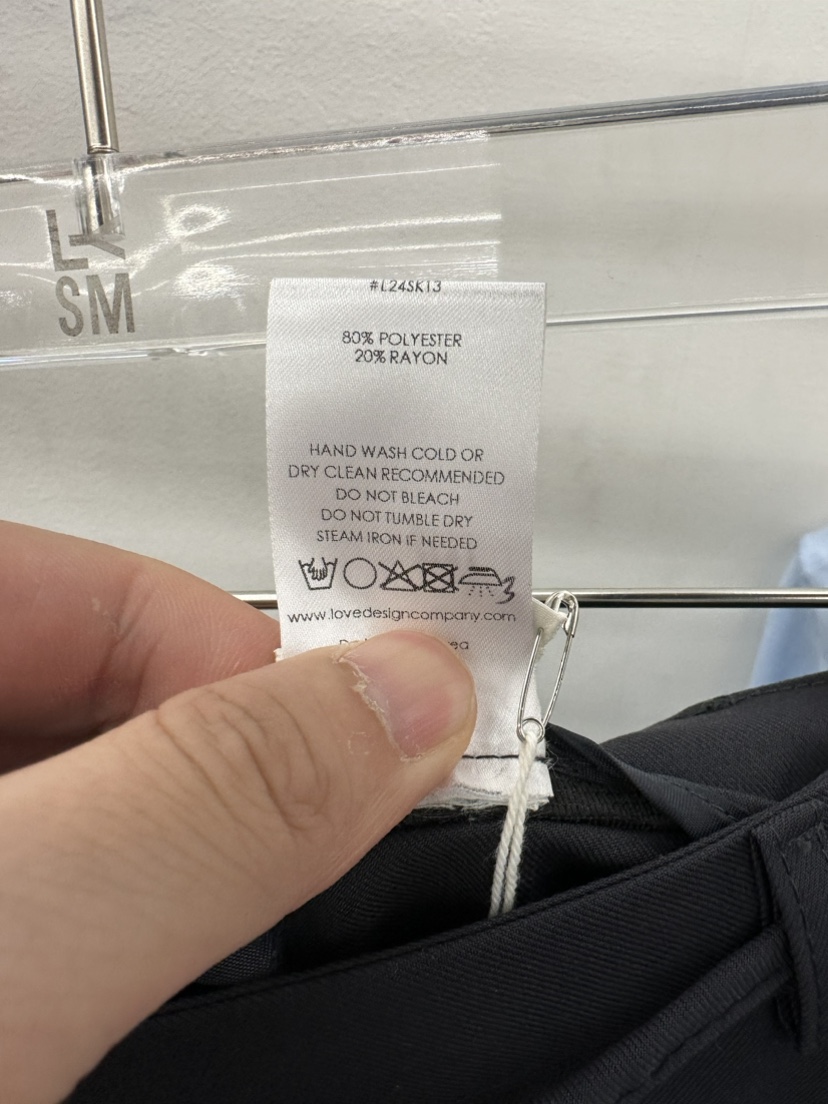 SM
#L24SK13
80% POLYESTER
20% RAYON
HAND WASH COLD OR
DRY CLEAN RECOMMENDED
DO NOT BLEACH
DO NOT TUMBLE DRY
STEAM IRON IF NEEDED
www.lovedesigncompany.com